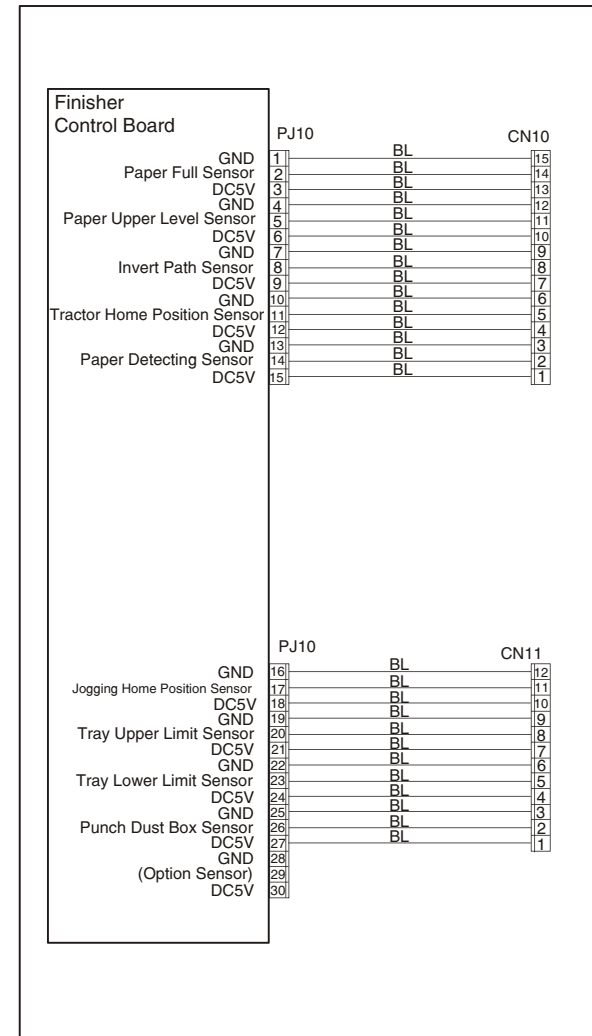 Finisher
Control Board
PJ10 CN10
GND 1 BL 15
Paper Full Sensor 2 BL 14
DC5V 3 BL 13
GND 4 BL 12
Paper Upper Level Sensor 5 BL 11
DC5V 6 BL 10
GND 7 BL 9
Invert Path Sensor 8 BL 8
DC5V 9 BL 7
GND 10 BL 6
Tractor Home Position Sensor 11 BL 5
DC5V 12 BL 4
GND 13 BL 3
Paper Detecting Sensor 14 BL 2
DC5V 15 BL 1
PJ10 CN11
GND 16 BL 12
Jogging Home Position Sensor 17 BL 11
DC5V 18 BL 10
GND 19 BL 9
Tray Upper Limit Sensor 20 BL 8
DC5V 21 BL 7
GND 22 BL 6
Tray Lower Limit Sensor 23 BL 5
DC5V 24 BL 4
GND 25 BL 3
Punch Dust Box Sensor 26 BL 2
DC5V 27 BL 1
GND 28
(Option Sensor) 29
DC5V 30